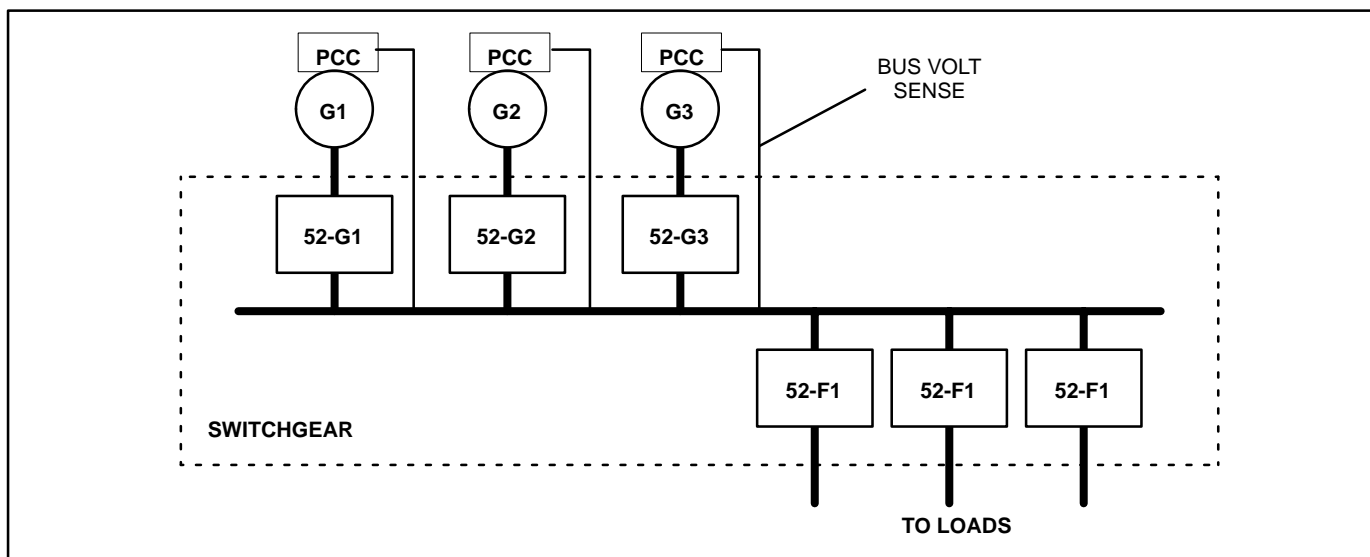 PCC PCC PCC
BUS VOLT
SENSE
G1 G2 G3
52-G1 52-G2 52-G3
52-F1 52-F1 52-F1
SWITCHGEAR
TO LOADS